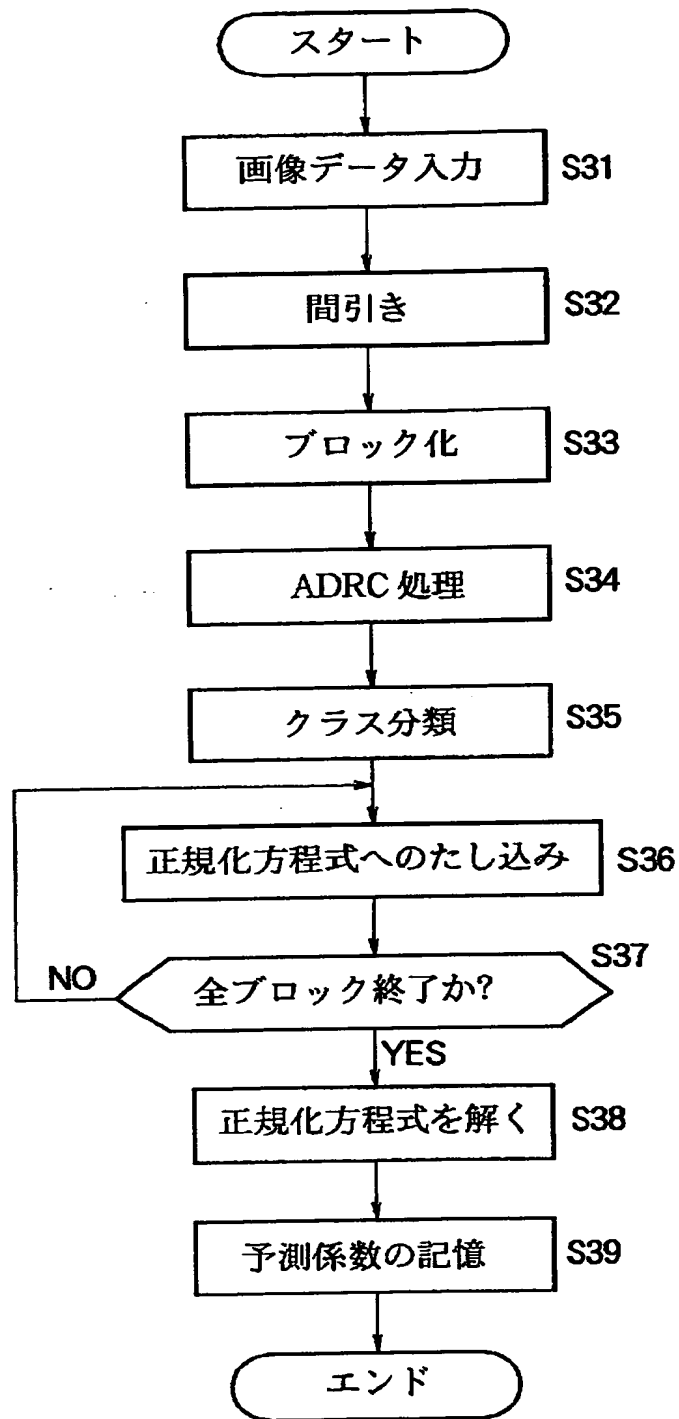 スタート
画像データ入力 S31
間引き S32
ブロック化 S33
ADRC 処理 S34
クラス分類 S35
正規化方程式へのたし込み S36
S37
NO 全ブロック終了か?
YES
正規化方程式を解く S38
予測係数の記憶 S39
エンド